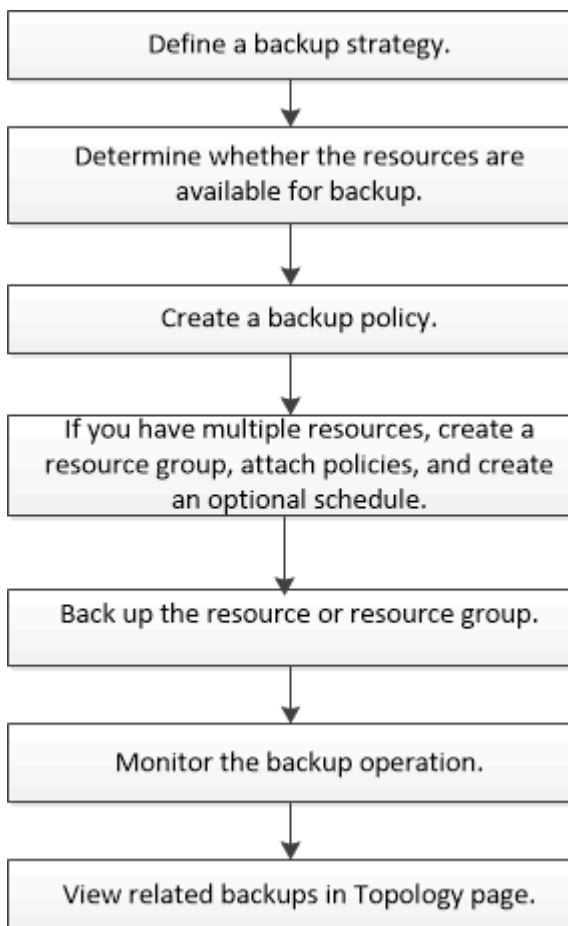 Define a backup strategy.
Determine whether the resources are
available for backup.
Create a backup policy.
If you have multiple resources, create a
resource group, attach policies, and create
an optional schedule.
Back up the resource or resource group.
Monitor the backup operation.
View related backups in Topology page.